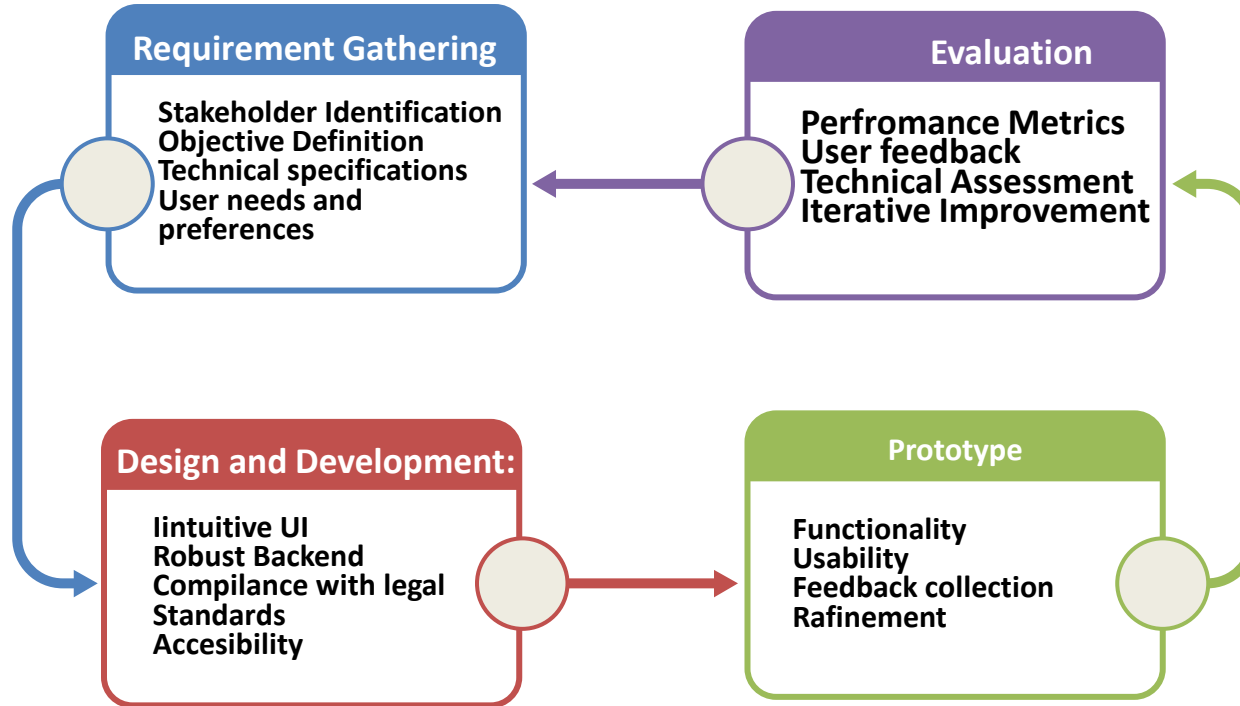 Requirement Gathering
Stakeholder Identification
Objective Definition
Technical specifications
User needs and
preferences
Evaluation
Perfromance Metrics
User feedback
Technical Assessment
Iterative Improvement
Design and Development:
Iintuitive UI
Robust Backend
Compilance with legal
Standards
Accesibility
Prototype
Functionality
Usability
Feedback collection
Rafinement